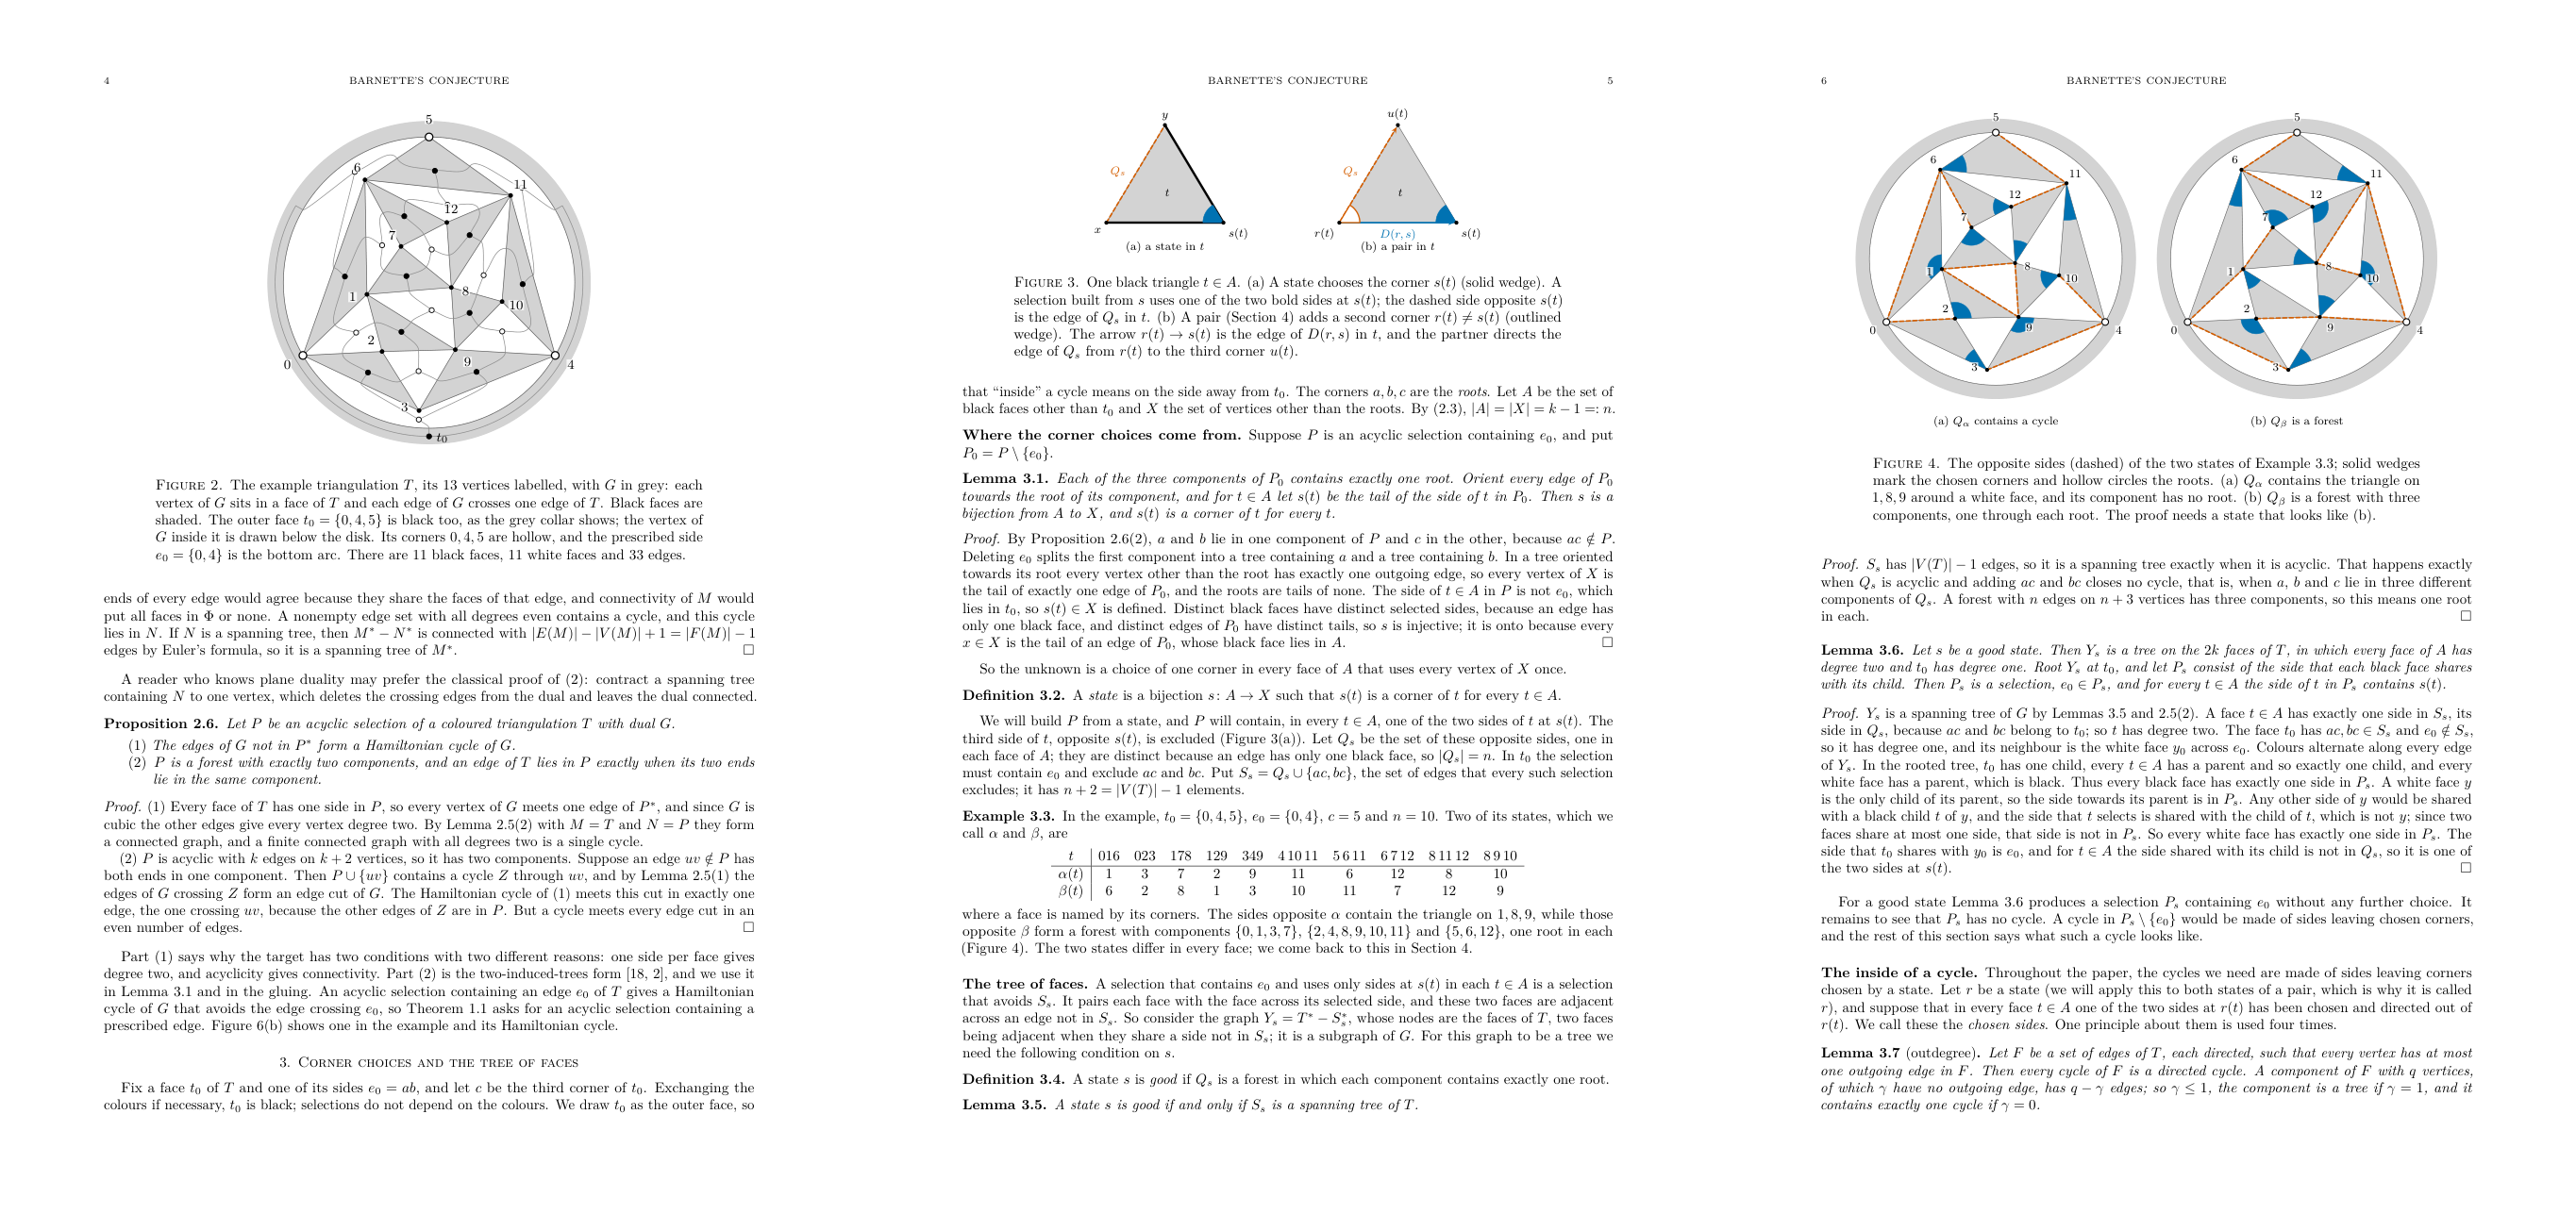 4
BARNETTE'S CONJECTURE
5
6
11
12
7
1
8
10
2
9
0
4
3
t₀
FIGURE 2. The example triangulation T, its 13 vertices labelled, with G in grey: each
vertex of G sits in a face of T and each edge of G crosses one edge of T. Black faces are
shaded. The outer face t₀ = {0, 4, 5} is black too, as the grey collar shows; the vertex of
G inside it is drawn below the disk. Its corners 0, 4, 5 are hollow, and the prescribed side
e₀ = {0, 4} is the bottom arc. There are 11 black faces, 11 white faces and 33 edges.
ends of every edge would agree because they share the faces of that edge, and connectivity of M would
put all faces in Φ or none. A nonempty edge set with all degrees even contains a cycle, and this cycle
lies in N. If N is a spanning tree, then M* − N* is connected with |E(M)| − |V(M)| + 1 = |F(M)| − 1
edges by Euler's formula, so it is a spanning tree of M*. □
A reader who knows plane duality may prefer the classical proof of (2): contract a spanning tree
containing N to one vertex, which deletes the crossing edges from the dual and leaves the dual connected.
Proposition 2.6. Let P be an acyclic selection of a coloured triangulation T with dual G.
(1) The edges of G not in P* form a Hamiltonian cycle of G.
(2) P is a forest with exactly two components, and an edge of T lies in P exactly when its two ends
lie in the same component.
Proof. (1) Every face of T has one side in P, so every vertex of G meets one edge of P*, and since G is
cubic the other edges give every vertex degree two. By Lemma 2.5(2) with M = T and N = P they form
a connected graph, and a finite connected graph with all degrees two is a single cycle.
(2) P is acyclic with k edges on k + 2 vertices, so it has two components. Suppose an edge uv ∉ P has
both ends in one component. Then P ∪ {uv} contains a cycle Z through uv, and by Lemma 2.5(1) the
edges of G crossing Z form an edge cut of G. The Hamiltonian cycle of (1) meets this cut in exactly one
edge, the one crossing uv, because the other edges of Z are in P. But a cycle meets every edge cut in an
even number of edges. □
Part (1) says why the target has two conditions with two different reasons: one side per face gives
degree two, and acyclicity gives connectivity. Part (2) is the two-induced-trees form [18, 2], and we use it
in Lemma 3.1 and in the gluing. An acyclic selection containing an edge e₀ of T gives a Hamiltonian
cycle of G that avoids the edge crossing e₀, so Theorem 1.1 asks for an acyclic selection containing a
prescribed edge. Figure 6(b) shows one in the example and its Hamiltonian cycle.
3. CORNER CHOICES AND THE TREE OF FACES
Fix a face t₀ of T and one of its sides e₀ = ab, and let c be the third corner of t₀. Exchanging the
colours if necessary, t₀ is black; selections do not depend on the colours. We draw t₀ as the outer face, so
BARNETTE'S CONJECTURE
5
y
Qₛ
t
x
s(t)
(a) a state in t
u(t)
Qₛ
t
r(t)
D(r, s)
s(t)
(b) a pair in t
FIGURE 3. One black triangle t ∈ A. (a) A state chooses the corner s(t) (solid wedge). A
selection built from s uses one of the two bold sides at s(t); the dashed side opposite s(t)
is the edge of Qₛ in t. (b) A pair (Section 4) adds a second corner r(t) ≠ s(t) (outlined
wedge). The arrow r(t) → s(t) is the edge of D(r, s) in t, and the partner directs the
edge of Qₛ from r(t) to the third corner u(t).
that “inside” a cycle means on the side away from t₀. The corners a, b, c are the roots. Let A be the set of
black faces other than t₀ and X the set of vertices other than the roots. By (2.3), |A| = |X| = k − 1 =: n.
Where the corner choices come from. Suppose P is an acyclic selection containing e₀, and put
P₀ = P \ {e₀}.
Lemma 3.1. Each of the three components of P₀ contains exactly one root. Orient every edge of P₀
towards the root of its component, and for t ∈ A let s(t) be the tail of the side of t in P₀. Then s is a
bijection from A to X, and s(t) is a corner of t for every t.
Proof. By Proposition 2.6(2), a and b lie in one component of P and c in the other, because ac ∉ P.
Deleting e₀ splits the first component into a tree containing a and a tree containing b. In a tree oriented
towards its root every vertex other than the root has exactly one outgoing edge, so every vertex of X is
the tail of exactly one edge of P₀, and the roots are tails of none. The side of t ∈ A in P is not e₀, which
lies in t₀, so s(t) ∈ X is defined. Distinct black faces have distinct selected sides, because an edge has
only one black face, and distinct edges of P₀ have distinct tails, so s is injective; it is onto because every
x ∈ X is the tail of an edge of P₀, whose black face lies in A. □
So the unknown is a choice of one corner in every face of A that uses every vertex of X once.
Definition 3.2. A state is a bijection s: A → X such that s(t) is a corner of t for every t ∈ A.
We will build P from a state, and P will contain, in every t ∈ A, one of the two sides of t at s(t). The
third side of t, opposite s(t), is excluded (Figure 3(a)). Let Qₛ be the set of these opposite sides, one in
each face of A; they are distinct because an edge has only one black face, so |Qₛ| = n. In t₀ the selection
must contain e₀ and exclude ac and bc. Put Sₛ = Qₛ ∪ {ac, bc}, the set of edges that every such selection
excludes; it has n + 2 = |V(T)| − 1 elements.
Example 3.3. In the example, t₀ = {0, 4, 5}, e₀ = {0, 4}, c = 5 and n = 10. Two of its states, which we
call α and β, are
t 016 023 178 129 349 4 10 11 5 6 11 6 7 12 8 11 12 8 9 10
α(t) 1 3 7 2 9 11 6 12 8 10
β(t) 6 2 8 1 3 10 11 7 12 9
where a face is named by its corners. The sides opposite α contain the triangle on 1, 8, 9, while those
opposite β form a forest with components {0, 1, 3, 7}, {2, 4, 8, 9, 10, 11} and {5, 6, 12}, one root in each
(Figure 4). The two states differ in every face; we come back to this in Section 4.
The tree of faces. A selection that contains e₀ and uses only sides at s(t) in each t ∈ A is a selection
that avoids Sₛ. It pairs each face with the face across its selected side, and these two faces are adjacent
across an edge not in Sₛ. So consider the graph Yₛ = T* − Sₛ*, whose nodes are the faces of T, two faces
being adjacent when they share a side not in Sₛ; it is a subgraph of G. For this graph to be a tree we
need the following condition on s.
Definition 3.4. A state s is good if Qₛ is a forest in which each component contains exactly one root.
Lemma 3.5. A state s is good if and only if Sₛ is a spanning tree of T.
6
BARNETTE'S CONJECTURE
5
6
11
12
7
1
8
10
2
9
0
4
3
(a) Qα contains a cycle
5
6
11
12
7
1
8
10
2
9
0
4
3
(b) Qβ is a forest
FIGURE 4. The opposite sides (dashed) of the two states of Example 3.3; solid wedges
mark the chosen corners and hollow circles the roots. (a) Qα contains the triangle on
1, 8, 9 around a white face, and its component has no root. (b) Qβ is a forest with three
components, one through each root. The proof needs a state that looks like (b).
Proof. Sₛ has |V(T)| − 1 edges, so it is a spanning tree exactly when it is acyclic. That happens exactly
when Qₛ is acyclic and adding ac and bc closes no cycle, that is, when a, b and c lie in three different
components of Qₛ. A forest with n edges on n + 3 vertices has three components, so this means one root
in each. □
Lemma 3.6. Let s be a good state. Then Yₛ is a tree on the 2k faces of T, in which every face of A has
degree two and t₀ has degree one. Root Yₛ at t₀, and let Pₛ consist of the side that each black face shares
with its child. Then Pₛ is a selection, e₀ ∈ Pₛ, and for every t ∈ A the side of t in Pₛ contains s(t).
Proof. Yₛ is a spanning tree of G by Lemmas 3.5 and 2.5(2). A face t ∈ A has exactly one side in Sₛ, its
side in Qₛ, because ac and bc belong to t₀; so t has degree two. The face t₀ has ac, bc ∈ Sₛ and e₀ ∉ Sₛ,
so it has degree one, and its neighbour is the white face y₀ across e₀. Colours alternate along every edge
of Yₛ. In the rooted tree, t₀ has one child, every t ∈ A has a parent and so exactly one child, and every
white face has a parent, which is black. Thus every black face has exactly one side in Pₛ. A white face y
is the only child of its parent, so the side towards its parent is in Pₛ. Any other side of y would be shared
with a black child t of y, and the side that t selects is shared with the child of t, which is not y; since two
faces share at most one side, that side is not in Pₛ. So every white face has exactly one side in Pₛ. The
side that t₀ shares with y₀ is e₀, and for t ∈ A the side shared with its child is not in Qₛ, so it is one of
the two sides at s(t). □
For a good state Lemma 3.6 produces a selection Pₛ containing e₀ without any further choice. It
remains to see that Pₛ has no cycle. A cycle in Pₛ \ {e₀} would be made of sides leaving chosen corners,
and the rest of this section says what such a cycle looks like.
The inside of a cycle. Throughout the paper, the cycles we need are made of sides leaving corners
chosen by a state. Let r be a state (we will apply this to both states of a pair, which is why it is called
r), and suppose that in every face t ∈ A one of the two sides at r(t) has been chosen and directed out of
r(t). We call these the chosen sides. One principle about them is used four times.
Lemma 3.7 (outdegree). Let F be a set of edges of T, each directed, such that every vertex has at most
one outgoing edge in F. Then every cycle of F is a directed cycle. A component of F with q vertices,
of which γ have no outgoing edge, has q − γ edges; so γ ≤ 1, the component is a tree if γ = 1, and it
contains exactly one cycle if γ = 0.